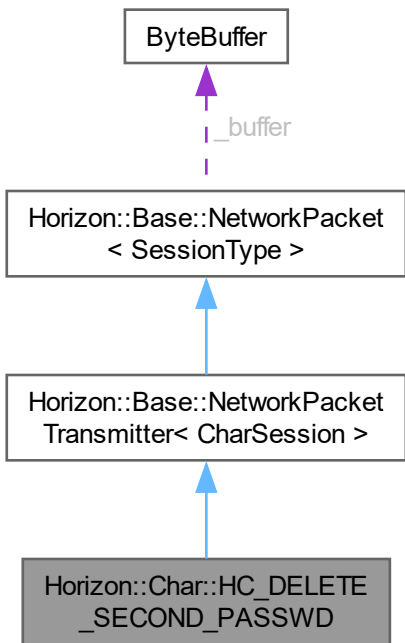 ByteBuffer
_buffer
Horizon::Base::NetworkPacket
< SessionType >
Horizon::Base::NetworkPacket
Transmitter< CharSession >
Horizon::Char::HC_DELETE
_SECOND_PASSWD